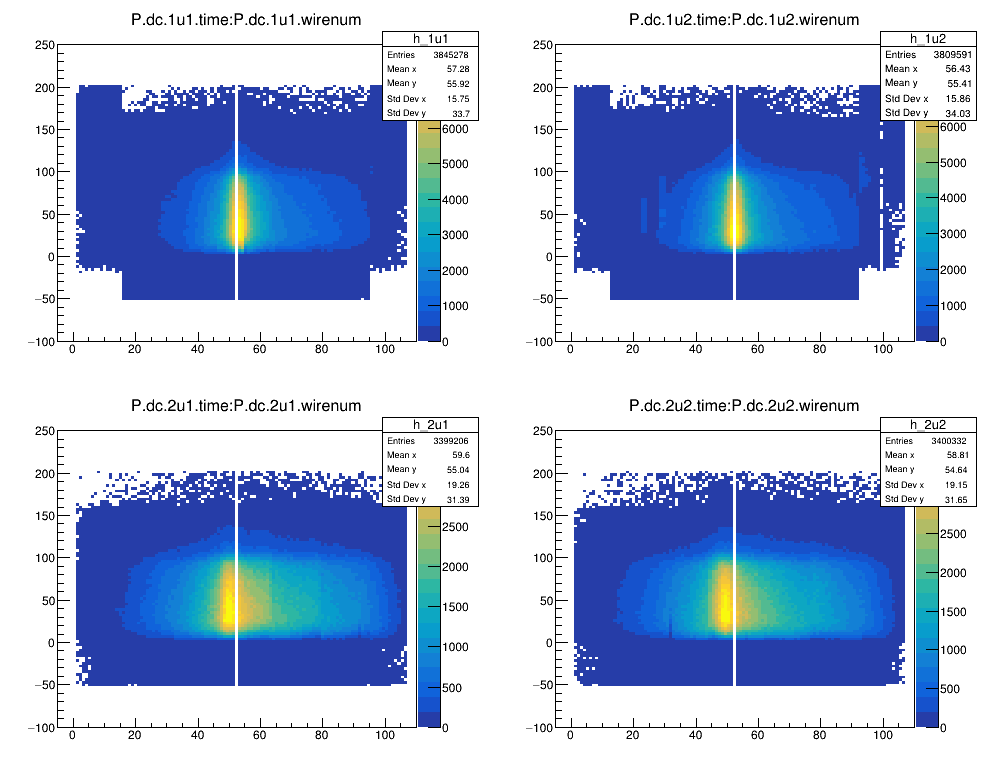 P.dc.1u1.time:P.dc.1u1.wirenum
h_1u1
Entries 3845278
Mean x 57.28
Mean y 55.92
Std Dev x 15.75
Std Dev y 33.7
250
200
150
100
50
0
−50
−100
0 20 40 60 80 100
6000
5000
4000
3000
2000
1000
0
P.dc.1u2.time:P.dc.1u2.wirenum
h_1u2
Entries 3809591
Mean x 56.43
Mean y 55.41
Std Dev x 15.86
Std Dev y 34.03
250
200
150
100
50
0
−50
−100
0 20 40 60 80 100
6000
5000
4000
3000
2000
1000
0
P.dc.2u1.time:P.dc.2u1.wirenum
h_2u1
Entries 3399206
Mean x 59.6
Mean y 55.04
Std Dev x 19.26
Std Dev y 31.39
250
200
150
100
50
0
−50
−100
0 20 40 60 80 100
2500
2000
1500
1000
500
0
P.dc.2u2.time:P.dc.2u2.wirenum
h_2u2
Entries 3400332
Mean x 58.81
Mean y 54.64
Std Dev x 19.15
Std Dev y 31.65
250
200
150
100
50
0
−50
−100
0 20 40 60 80 100
2500
2000
1500
1000
500
0